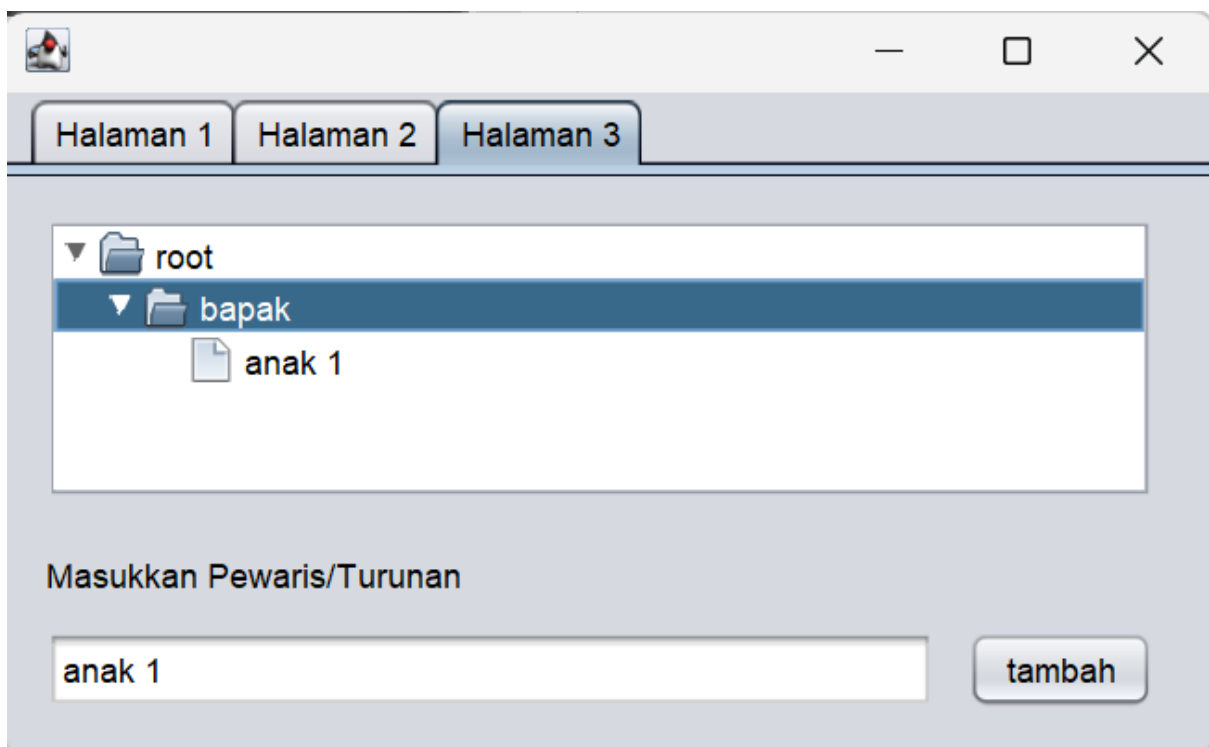 Halaman 1 Halaman 2 Halaman 3
root
bapak
anak 1
Masukkan Pewaris/Turunan
anak 1 tambah